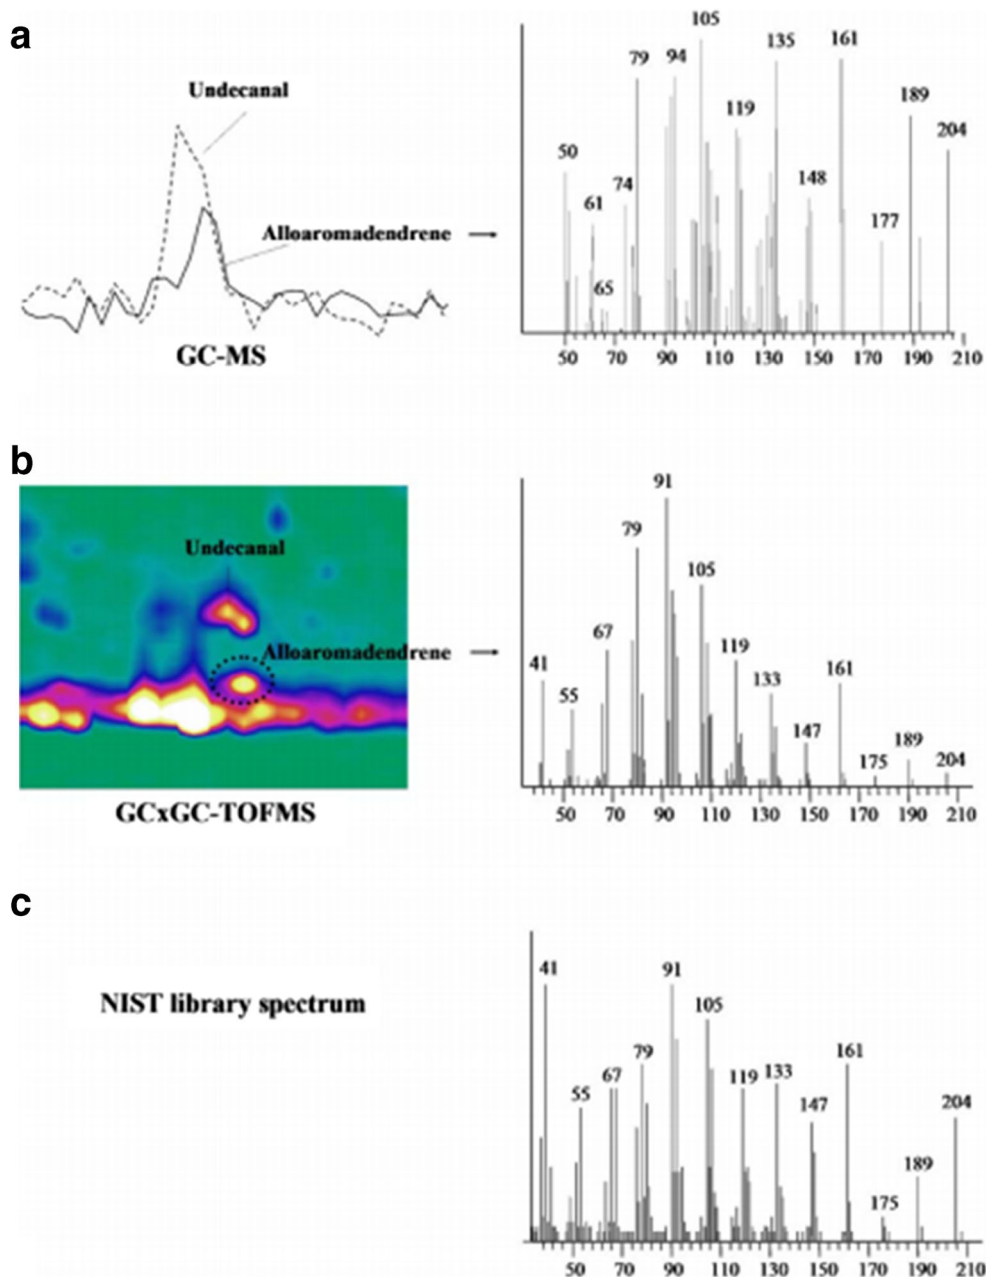 a
Undecanal
Alloaromadendrene
GC-MS
105
79 94 135 161
119 189
204
50 74 148
61 177
65
50 70 90 110 130 150 170 190 210
b
Undecanal
Alloaromadendrene
GCxGC-TOFMS
91
79
105
67 119
41 133 161
55 147
175 189 204
50 70 90 110 130 150 170 190 210
c
NIST library spectrum
41 91
105
79 161
55 67 119 133
147 204
189
175
50 70 90 110 130 150 170 190 210